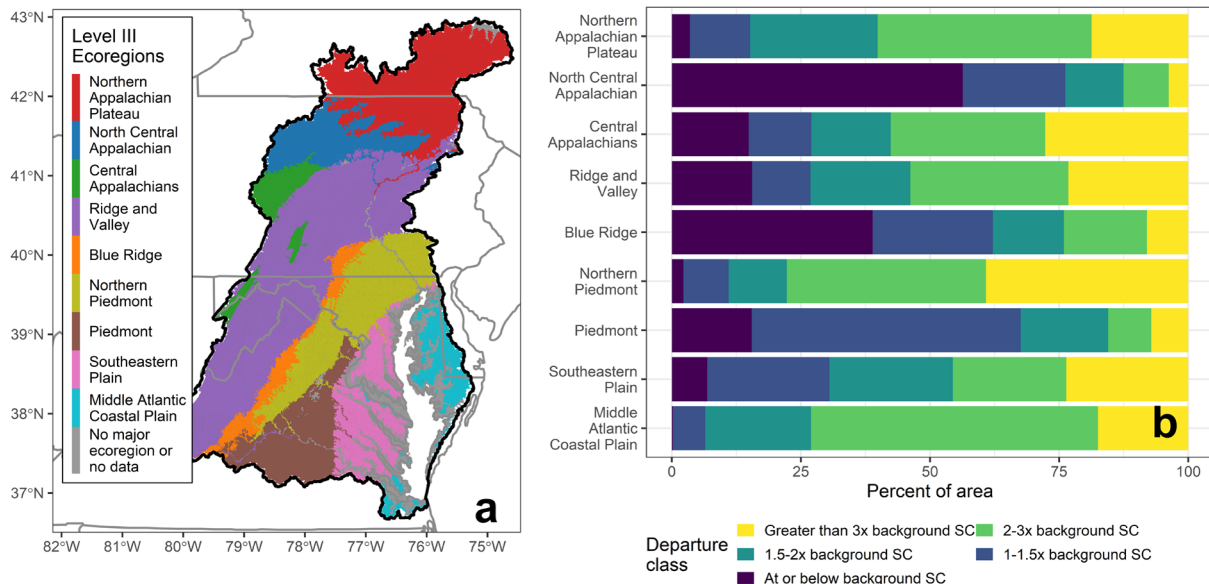 Level III
Ecoregions
Northern
Appalachian
Plateau
North Central
Appalachian
Central
Appalachians
Ridge and
Valley
Blue Ridge
Northern
Piedmont
Piedmont
Southeastern
Plain
Middle Atlantic
Coastal Plain
No major
ecoregion or
no data
43°N
42°N
41°N
40°N
39°N
38°N
37°N
82°W 81°W 80°W 79°W 78°W 77°W 76°W 75°W
a
Northern
Appalachian
Plateau
North Central
Appalachian
Central
Appalachians
Ridge and
Valley
Blue Ridge
Northern
Piedmont
Piedmont
Southeastern
Plain
Middle
Atlantic
Coastal Plain
b
0 25 50 75 100
Percent of area
Departure
class
Greater than 3x background SC
2-3x background SC
1.5-2x background SC
1-1.5x background SC
At or below background SC